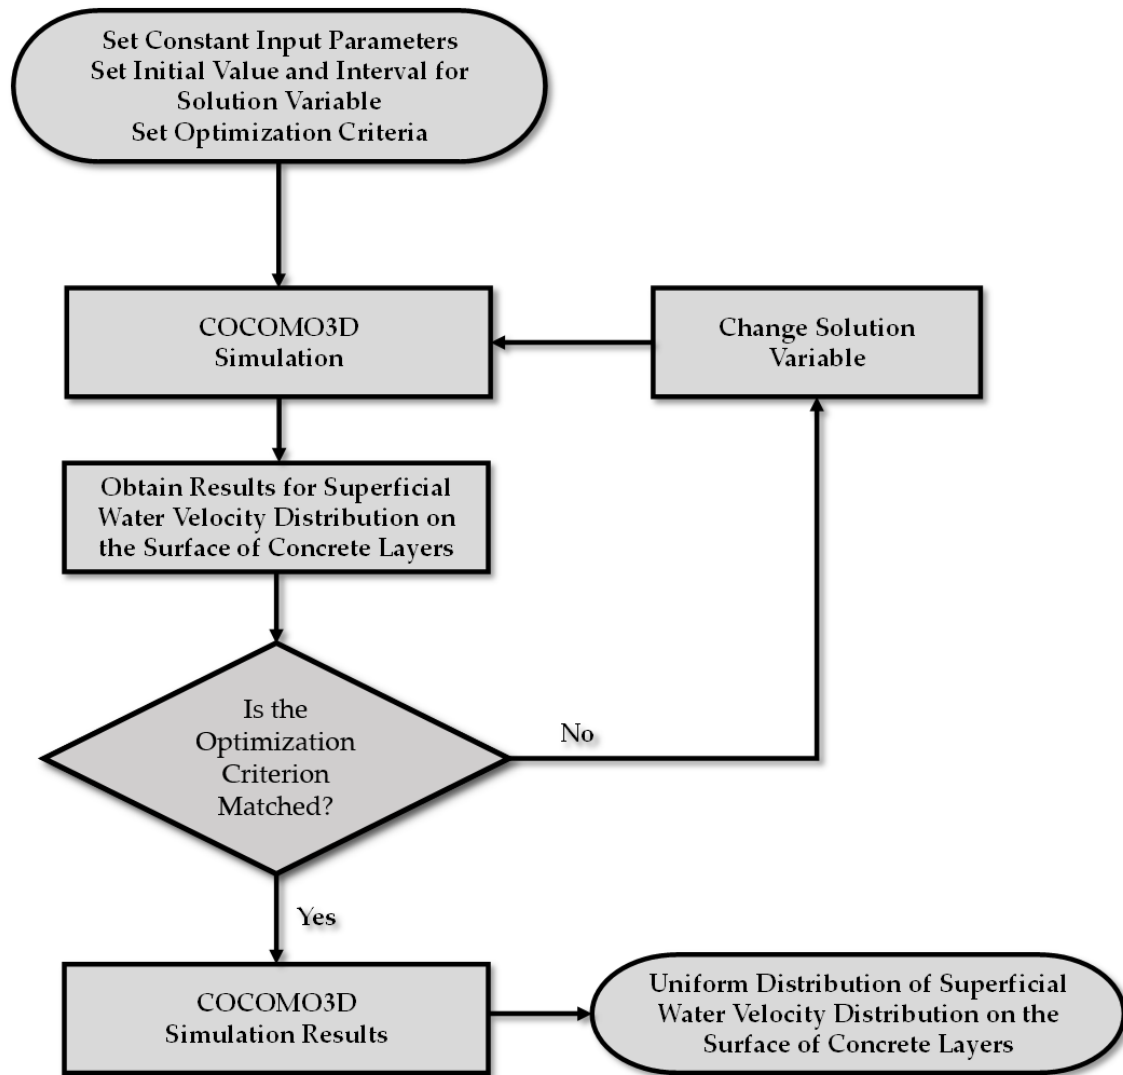 Set Constant Input Parameters
Set Initial Value and Interval for
Solution Variable
Set Optimization Criteria
COCOMO3D
Simulation
Change Solution
Variable
Obtain Results for Superficial
Water Velocity Distribution on
the Surface of Concrete Layers
Is the
Optimization
Criterion
Matched?
No
Yes
COCOMO3D
Simulation Results
Uniform Distribution of Superficial
Water Velocity Distribution on the
Surface of Concrete Layers